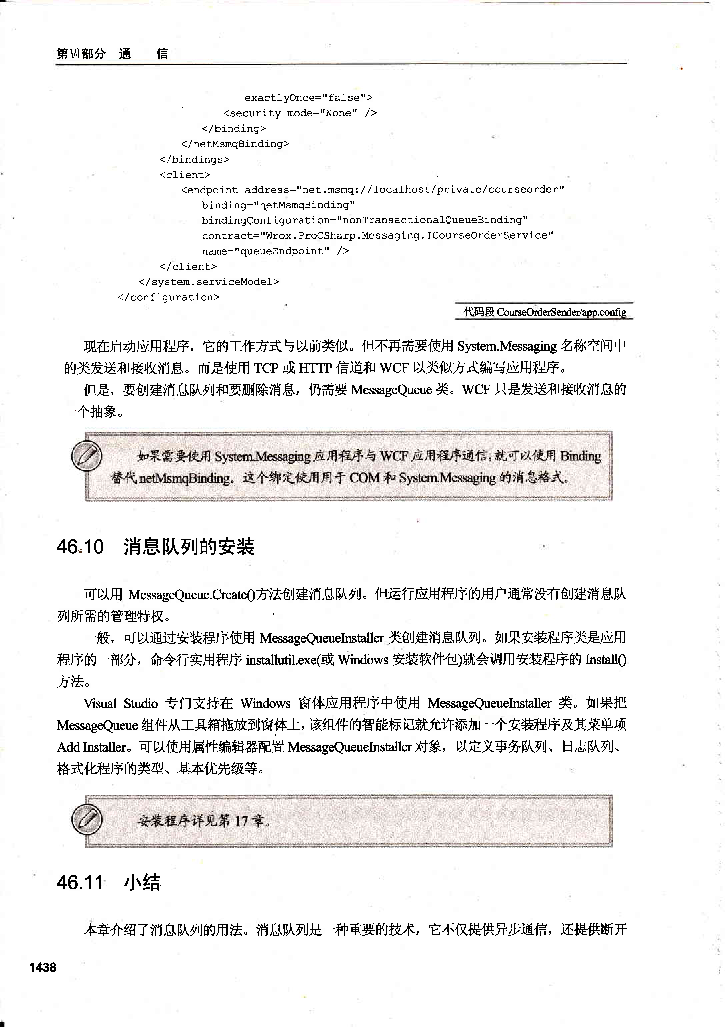 第Ⅵ部分 通 信
exactlyOnce="false">
<security mode="None" />
</binding>
</netMsmqBinding>
</bindings>
<client>
<endpoint address="net.msmq://localhost/private/courseorder"
binding="netMsmqBinding"
bindingConfiguration="nonTransactionalQueueBinding"
contract="Wrox.ProCSharp.Messaging.ICourseOrderService"
name="queueEndpoint" />
</client>
</system.serviceModel>
</configuration>
代码段 CourseOrderSender/app.config
现在启动应用程序，它的工作方式与以前类似。但不再需要使用 System.Messaging 名称空间中
的类发送和接收消息。而是使用 TCP 或 HTTP 信道和 WCF 以类似方式编写应用程序。
但是，要创建消息队列和要删除消息，仍需要 MessageQueue 类。WCF 只是发送和接收消息的
一个抽象。
如果需要使用 System.Messaging 应用程序与 WCF 应用程序通信，就可以使用 Binding
替代 netMsmqBinding。这个绑定使用用于 COM 和 System.Messaging 的消息格式。
46.10 消息队列的安装
可以用 MessageQueue.Create()方法创建消息队列。但运行应用程序的用户通常没有创建消息队
列所需的管理特权。
一般，可以通过安装程序使用 MessageQueueInstaller 类创建消息队列。如果安装程序类是应用
程序的一部分，命令行实用程序 installutil.exe(或 Windows 安装软件包)就会调用安装程序的 Install()
方法。
Visual Studio 专门支持在 Windows 窗体应用程序中使用 MessageQueueInstaller 类。如果把
MessageQueue 组件从工具箱拖放到窗体上，该组件的智能标记就允许添加一个安装程序及其菜单项
Add Installer。可以使用属性编辑器配置 MessageQueueInstaller 对象，以定义事务队列、日志队列、
格式化程序的类型、基本优先级等。
安装程序详见第 17 章。
46.11 小结
本章介绍了消息队列的用法。消息队列是一种重要的技术，它不仅提供异步通信，还提供断开
1438